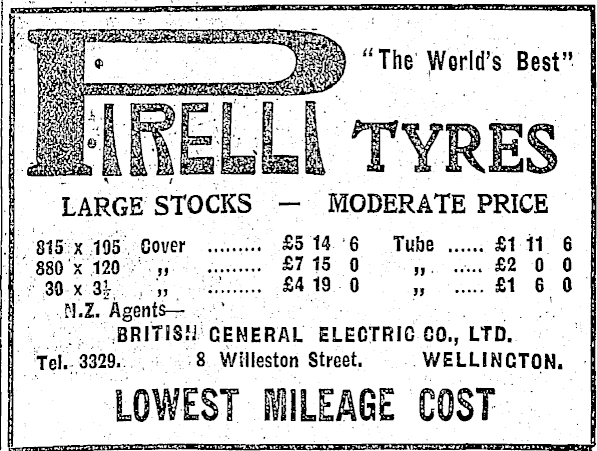 "The World's Best"
PIRELLI TYRES
LARGE STOCKS — MODERATE PRICE
815 x 105 Cover ......... £5 14 6 Tube ...... £1 11 6
880 x 120 ,, ......... £7 15 0 ,, ..... £2 0 0
30 x 3½ ,, ......... £4 19 0 ,, ..... £1 6 0
N.Z. Agents—
BRITISH GENERAL ELECTRIC CO., LTD.
Tel. 3329. 8 Willeston Street. WELLINGTON.
LOWEST MILEAGE COST